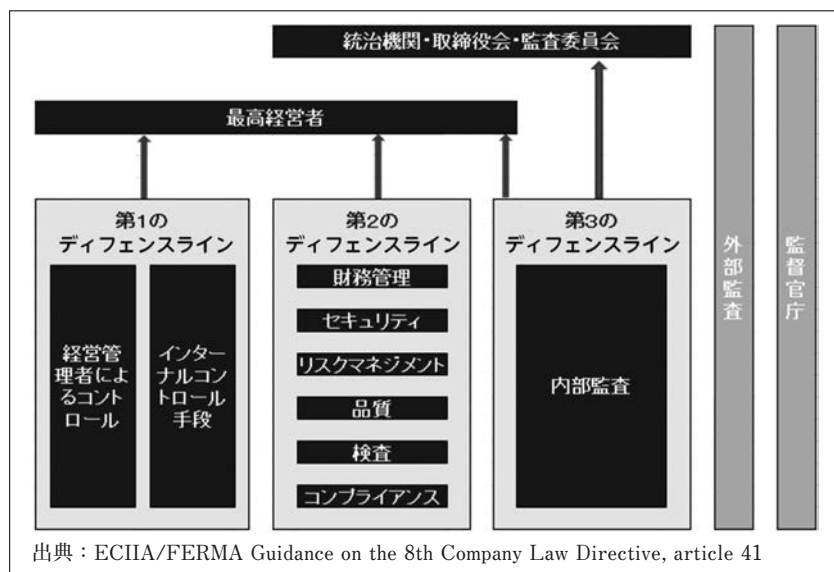 統治機関・取締役会・監査委員会
最高経営者
第1の
ディフェンスライン
経営管
理者によ
るコント
ロール
インター
ナルコン
トロール
手段
第2の
ディフェンスライン
財務管理
セキュリティ
リスクマネジメント
品質
検査
コンプライアンス
第3の
ディフェンスライン
内部監査
外部監査
監督官庁
出典：ECIIA/FERMA Guidance on the 8th Company Law Directive, article 41